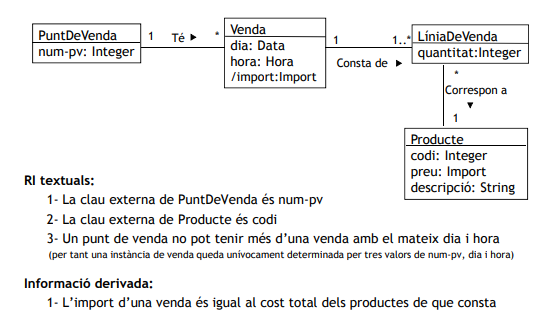 PuntDeVenda
num-pv: Integer
1 Té ► *
Venda
dia: Data
hora: Hora
/import:Import
1 1..*
Consta de ►
LíniaDeVenda
quantitat:Integer
*
Correspon a
▼
1
Producte
codi: Integer
preu: Import
descripció: String
RI textuals:
1- La clau externa de PuntDeVenda és num-pv
2- La clau externa de Producte és codi
3- Un punt de venda no pot tenir més d'una venda amb el mateix dia i hora
(per tant una instància de venda queda unívocament determinada per tres valors de num-pv, dia i hora)
Informació derivada:
1- L'import d'una venda és igual al cost total dels productes de que consta